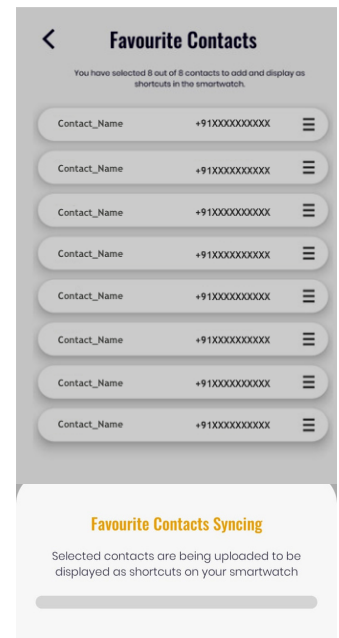 Favourite Contacts
You have selected 8 out of 8 contacts to add and display as
shortcuts in the smartwatch.
Contact_Name +91XXXXXXXXXX
Contact_Name +91XXXXXXXXXX
Contact_Name +91XXXXXXXXXX
Contact_Name +91XXXXXXXXXX
Contact_Name +91XXXXXXXXXX
Contact_Name +91XXXXXXXXXX
Contact_Name +91XXXXXXXXXX
Contact_Name +91XXXXXXXXXX
Favourite Contacts Syncing
Selected contacts are being uploaded to be
displayed as shortcuts on your smartwatch